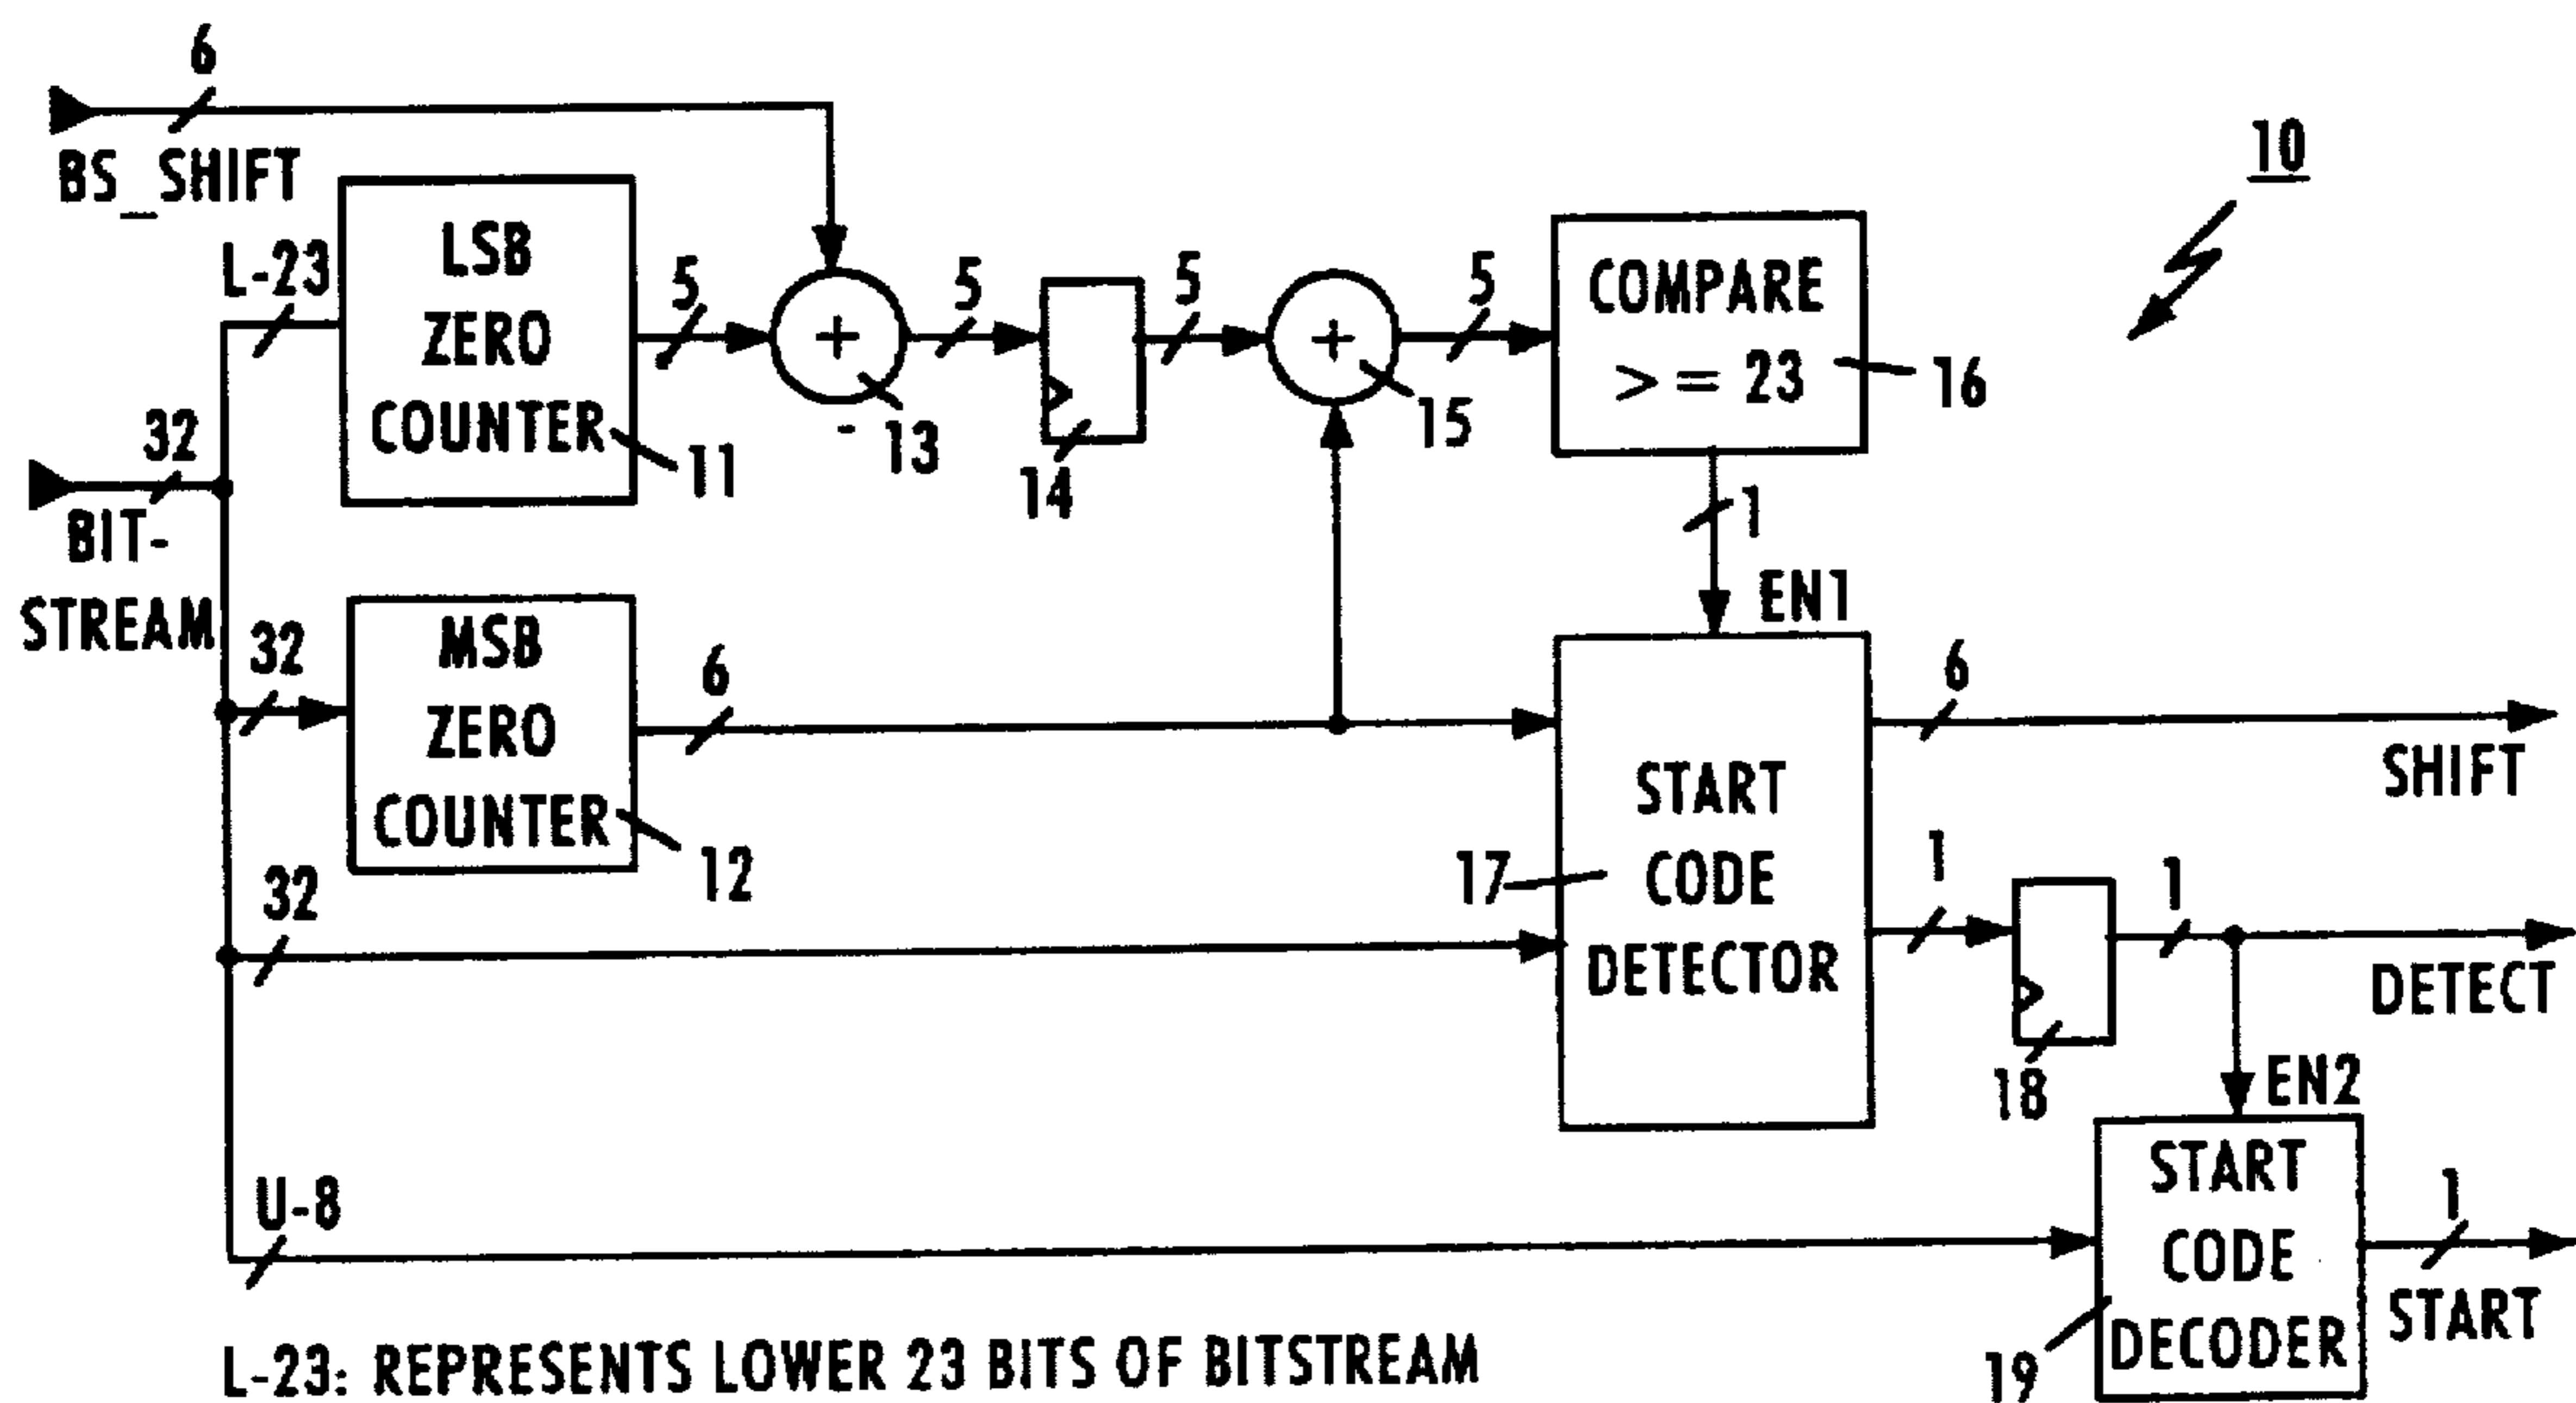 6
BS_SHIFT
10
L-23
LSB
ZERO
COUNTER
11
5
+
-
13
5
14
5
+
15
5
COMPARE
>= 23
16
1
EN1
32
BIT-
STREAM
32
MSB
ZERO
COUNTER
12
6
32
START
CODE
DETECTOR
17
6
SHIFT
1
18
1
DETECT
EN2
U-8
START
CODE
DECODER
19
1
START
L-23: REPRESENTS LOWER 23 BITS OF BITSTREAM